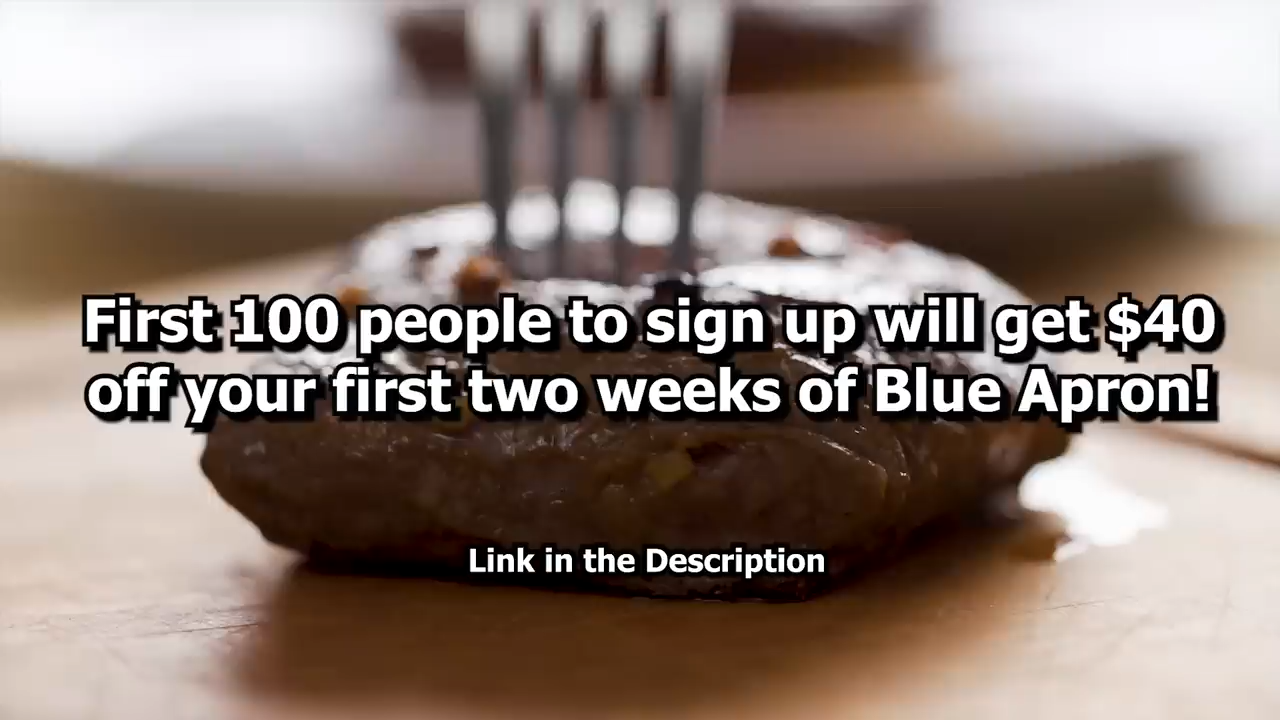 First 100 people to sign up will get $40
off your first two weeks of Blue Apron!
Link in the Description